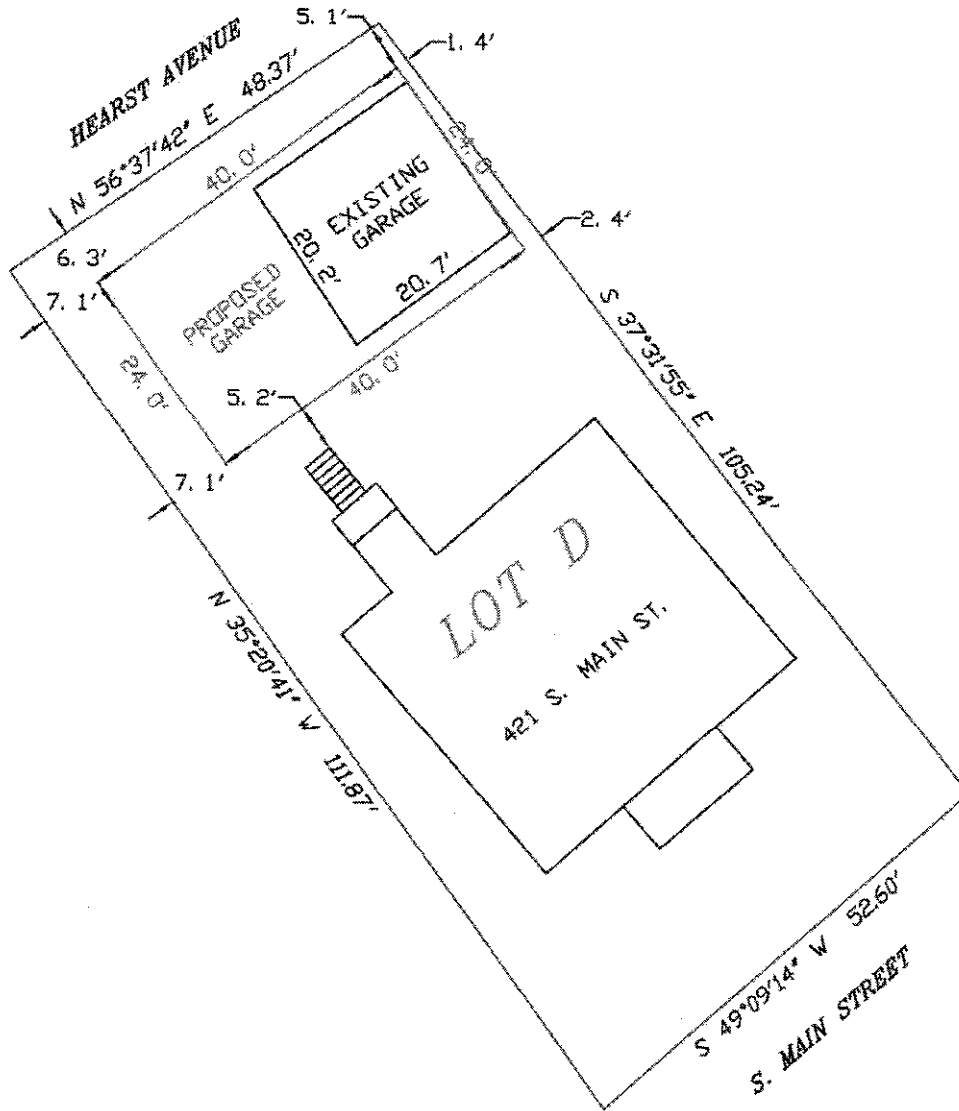 5. 1'
1. 4'
HEARST AVENUE
N 56°37'42" E 48.37'
40. 0'
24. 0
EXISTING
GARAGE
20. 2'
20. 7'
2. 4'
6. 3'
7. 1'
PROPOSED
GARAGE
24. 0'
40. 0'
5. 2'
7. 1'
S 37°31'55" E 105.24'
LOT D
421 S. MAIN ST.
N 35°20'41" W 111.87'
S 49°09'14" W 52.60'
S. MAIN STREET